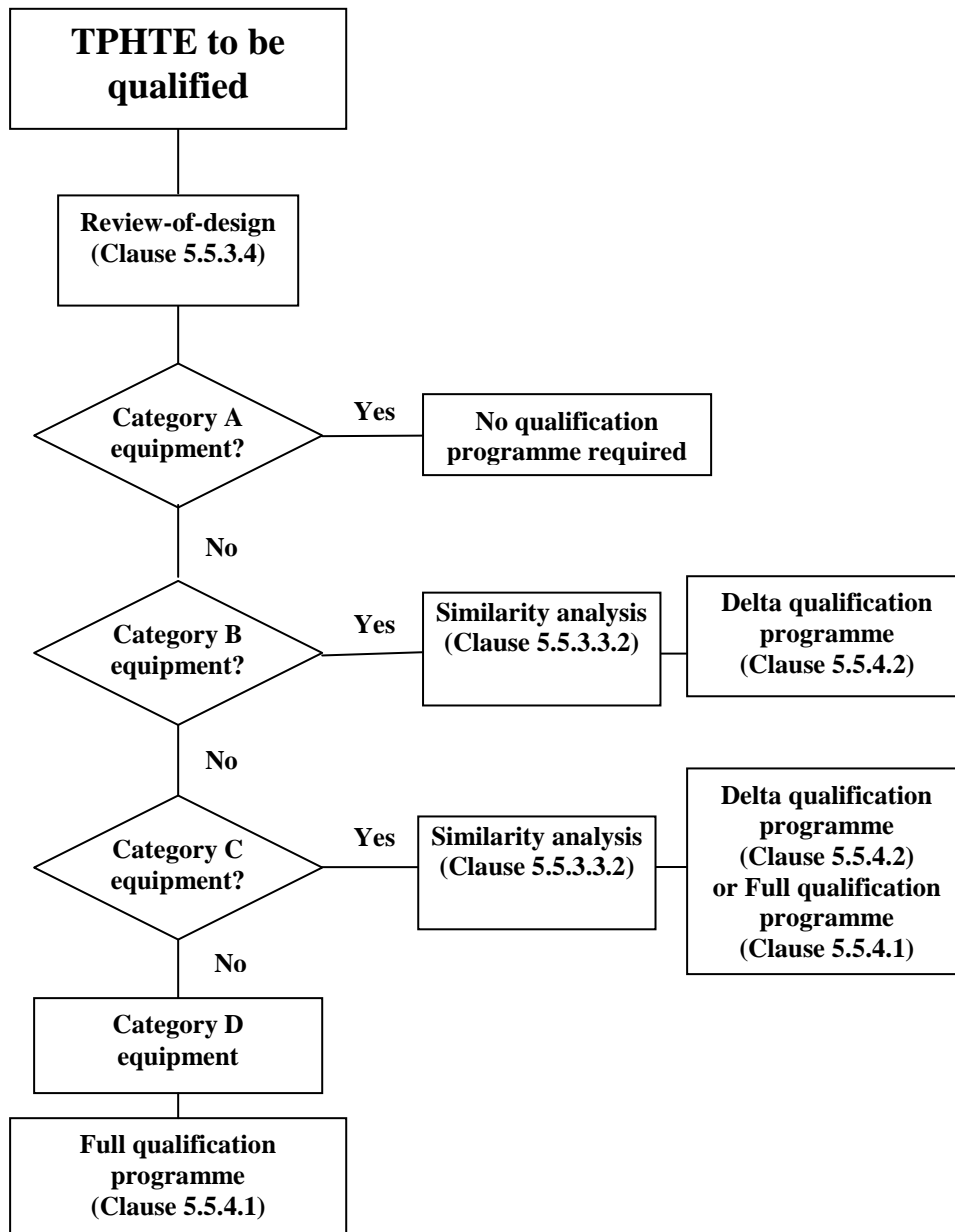 TPHTE to be
qualified
Review-of-design
(Clause 5.5.3.4)
Category A
equipment?
Yes
No qualification
programme required
No
Category B
equipment?
Yes
Similarity analysis
(Clause 5.5.3.3.2)
Delta qualification
programme
(Clause 5.5.4.2)
No
Category C
equipment?
Yes
Similarity analysis
(Clause 5.5.3.3.2)
Delta qualification
programme
(Clause 5.5.4.2)
or Full qualification
programme
(Clause 5.5.4.1)
No
Category D
equipment
Full qualification
programme
(Clause 5.5.4.1)